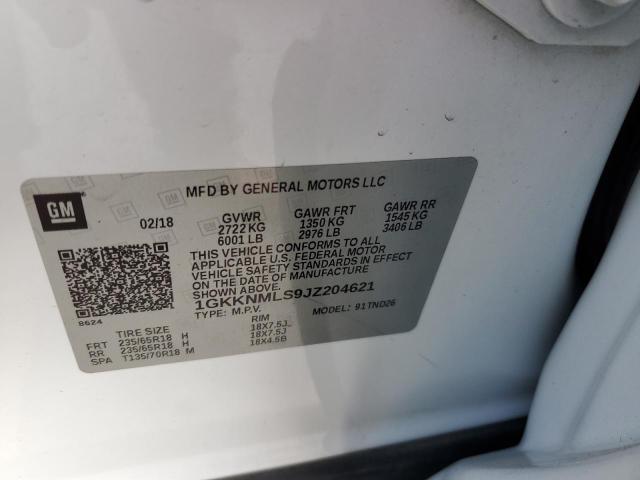 GM
MFD BY GENERAL MOTORS LLC
02/18
GVWR
2722 KG
6001 LB
GAWR FRT
1350 KG
2976 LB
GAWR RR
1545 KG
3406 LB
THIS VEHICLE CONFORMS TO ALL APPLICABLE
U.S. FEDERAL MOTOR
VEHICLE SAFETY AND THEFT
PREVENTION STANDARDS IN EFFECT
ON THE DATE OF MANUFACTURE
SHOWN ABOVE.
1GKKNMLS9JZ204621
TYPE: M.P.V.
MODEL: 91TND26
8624
TIRE SIZE
RIM
FRT 235/65R18 H 18X7.5J
RR 235/65R18 H 18X7.5J
SPA T135/70R18 M 18X4.5B